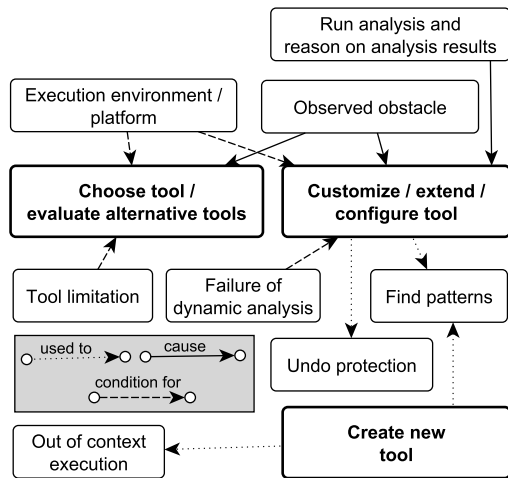 Run analysis and
reason on analysis results
Execution environment /
platform
Observed obstacle
Choose tool /
evaluate alternative tools
Customize / extend /
configure tool
Tool limitation
Failure of
dynamic analysis
Find patterns
used to
cause
condition for
Undo protection
Out of context
execution
Create new
tool